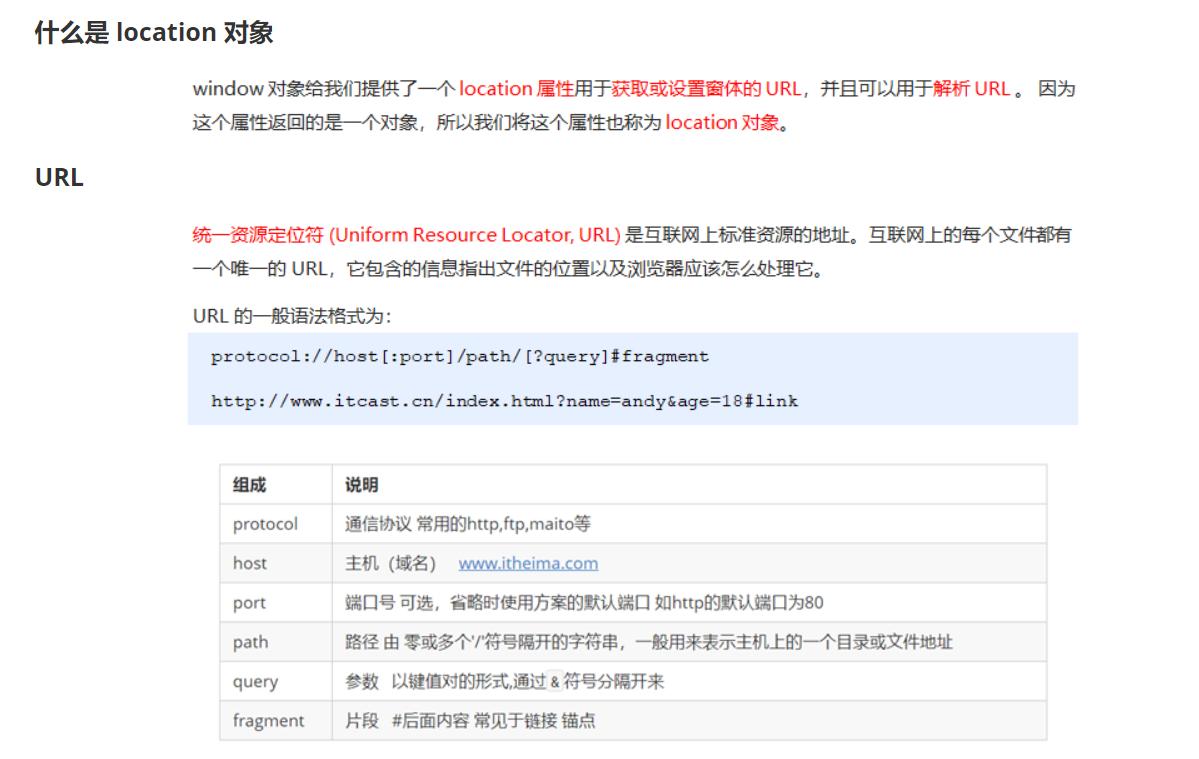 什么是 location 对象
window 对象给我们提供了一个 location 属性用于获取或设置窗体的 URL，并且可以用于解析 URL 。 因为
这个属性返回的是一个对象，所以我们将这个属性也称为 location 对象。
URL
统一资源定位符 (Uniform Resource Locator, URL) 是互联网上标准资源的地址。互联网上的每个文件都有
一个唯一的 URL，它包含的信息指出文件的位置以及浏览器应该怎么处理它。
URL 的一般语法格式为：
protocol://host[:port]/path/[?query]#fragment
http://www.itcast.cn/index.html?name=andy&age=18#link
组成 说明
protocol 通信协议 常用的http,ftp,maito等
host 主机（域名） www.itheima.com
port 端口号 可选，省略时使用方案的默认端口 如http的默认端口为80
path 路径 由 零或多个'/'符号隔开的字符串，一般用来表示主机上的一个目录或文件地址
query 参数 以键值对的形式,通过 & 符号分隔开来
fragment 片段 #后面内容 常见于链接 锚点